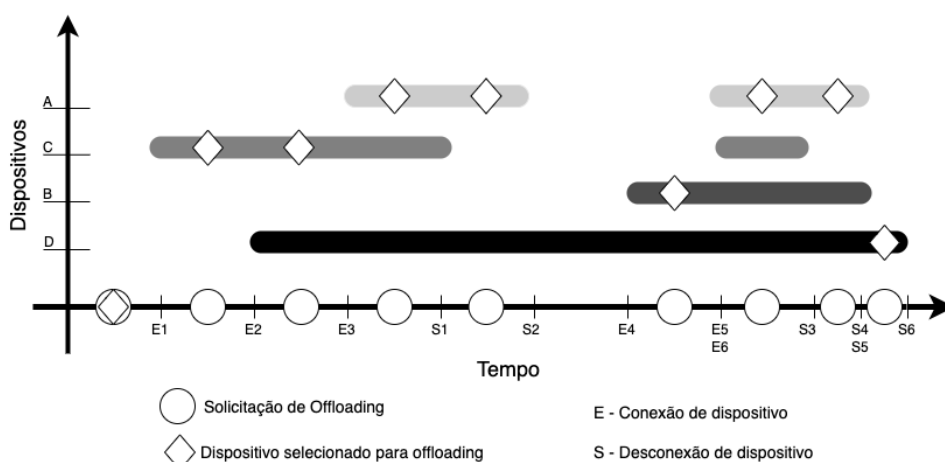 Dispositivos
A
C
B
D
E1 E2 E3 S1 S2 E4 E5 S3 S4 S6
E6 S5
Tempo
Solicitação de Offloading
E - Conexão de dispositivo
Dispositivo selecionado para offloading
S - Desconexão de dispositivo